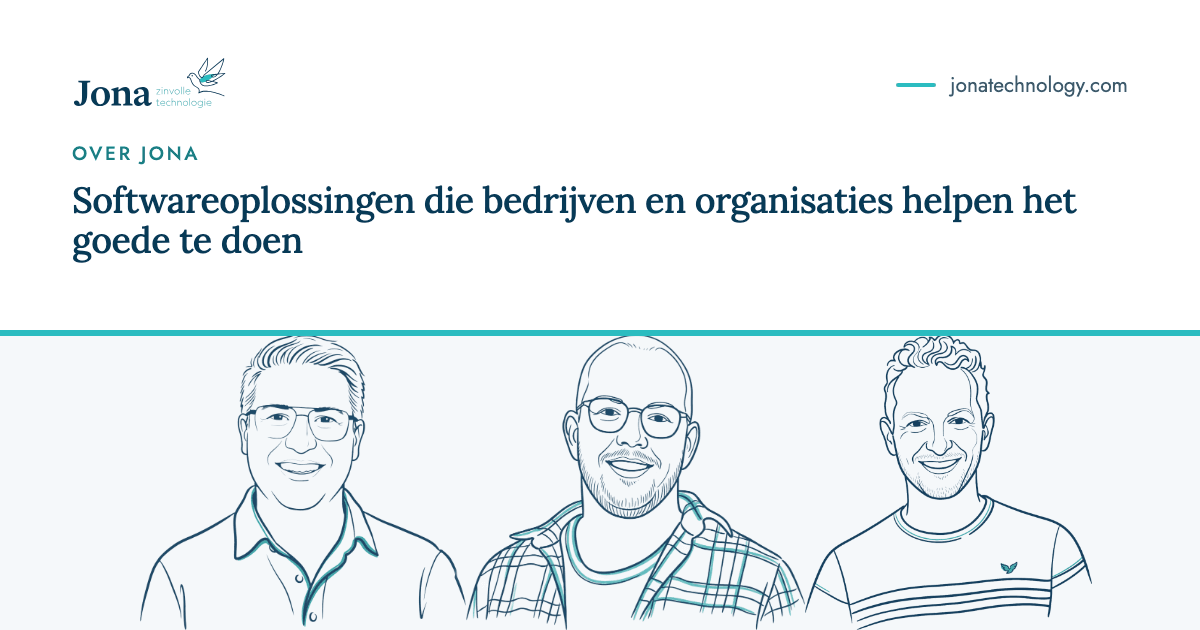 Jona zinvolle
technologie
jonatechnology.com
OVER JONA
Softwareoplossingen die bedrijven en organisaties helpen het
goede te doen